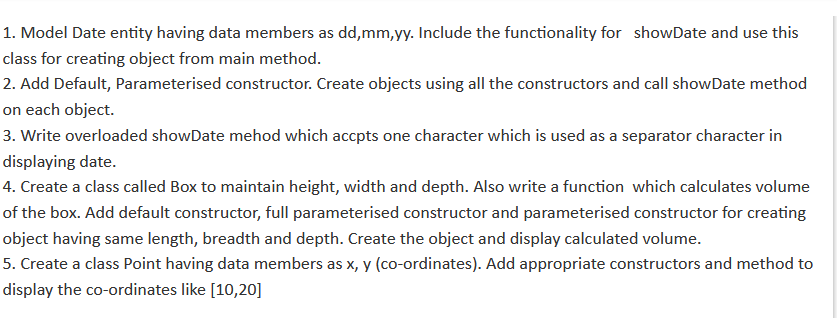 1. Model Date entity having data members as dd,mm,yy. Include the functionality for showDate and use this
class for creating object from main method.
2. Add Default, Parameterised constructor. Create objects using all the constructors and call showDate method
on each object.
3. Write overloaded showDate mehod which accpts one character which is used as a separator character in
displaying date.
4. Create a class called Box to maintain height, width and depth. Also write a function which calculates volume
of the box. Add default constructor, full parameterised constructor and parameterised constructor for creating
object having same length, breadth and depth. Create the object and display calculated volume.
5. Create a class Point having data members as x, y (co-ordinates). Add appropriate constructors and method to
display the co-ordinates like [10,20]